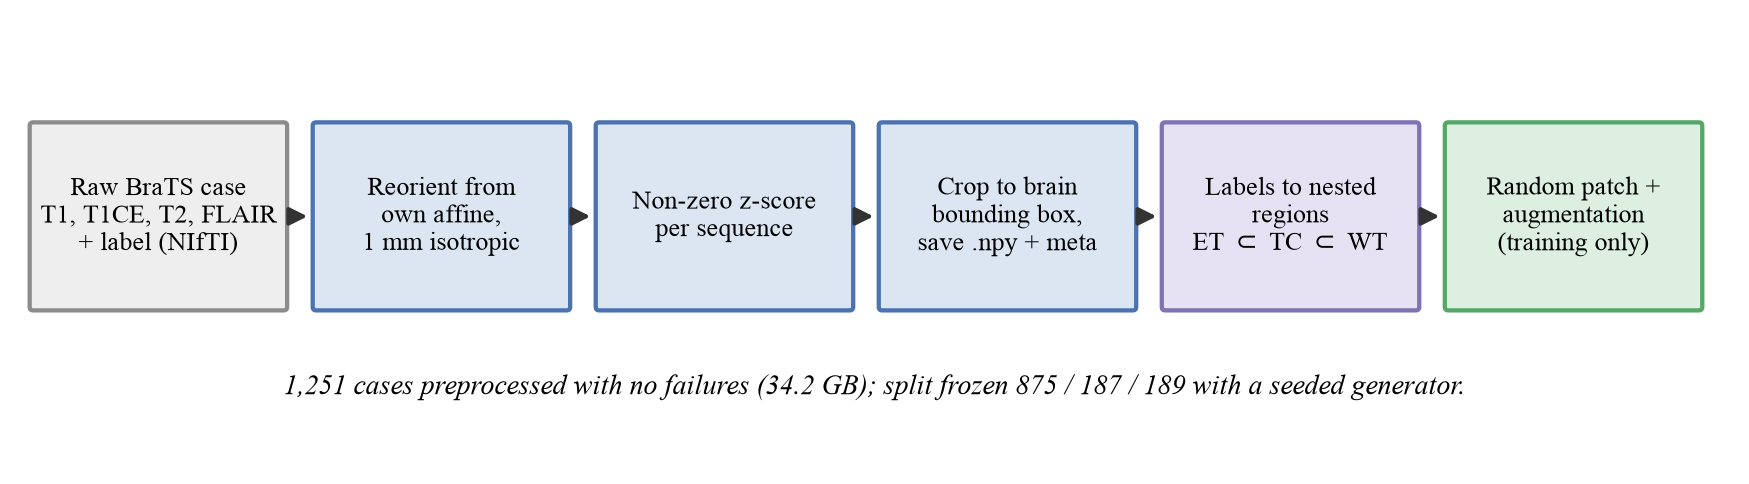 Raw BraTS case
T1, T1CE, T2, FLAIR
+ label (NIfTI)
Reorient from
own affine,
1 mm isotropic
Non-zero z-score
per sequence
Crop to brain
bounding box,
save .npy + meta
Labels to nested
regions
ET ⊂ TC ⊂ WT
Random patch +
augmentation
(training only)
1,251 cases preprocessed with no failures (34.2 GB); split frozen 875 / 187 / 189 with a seeded generator.